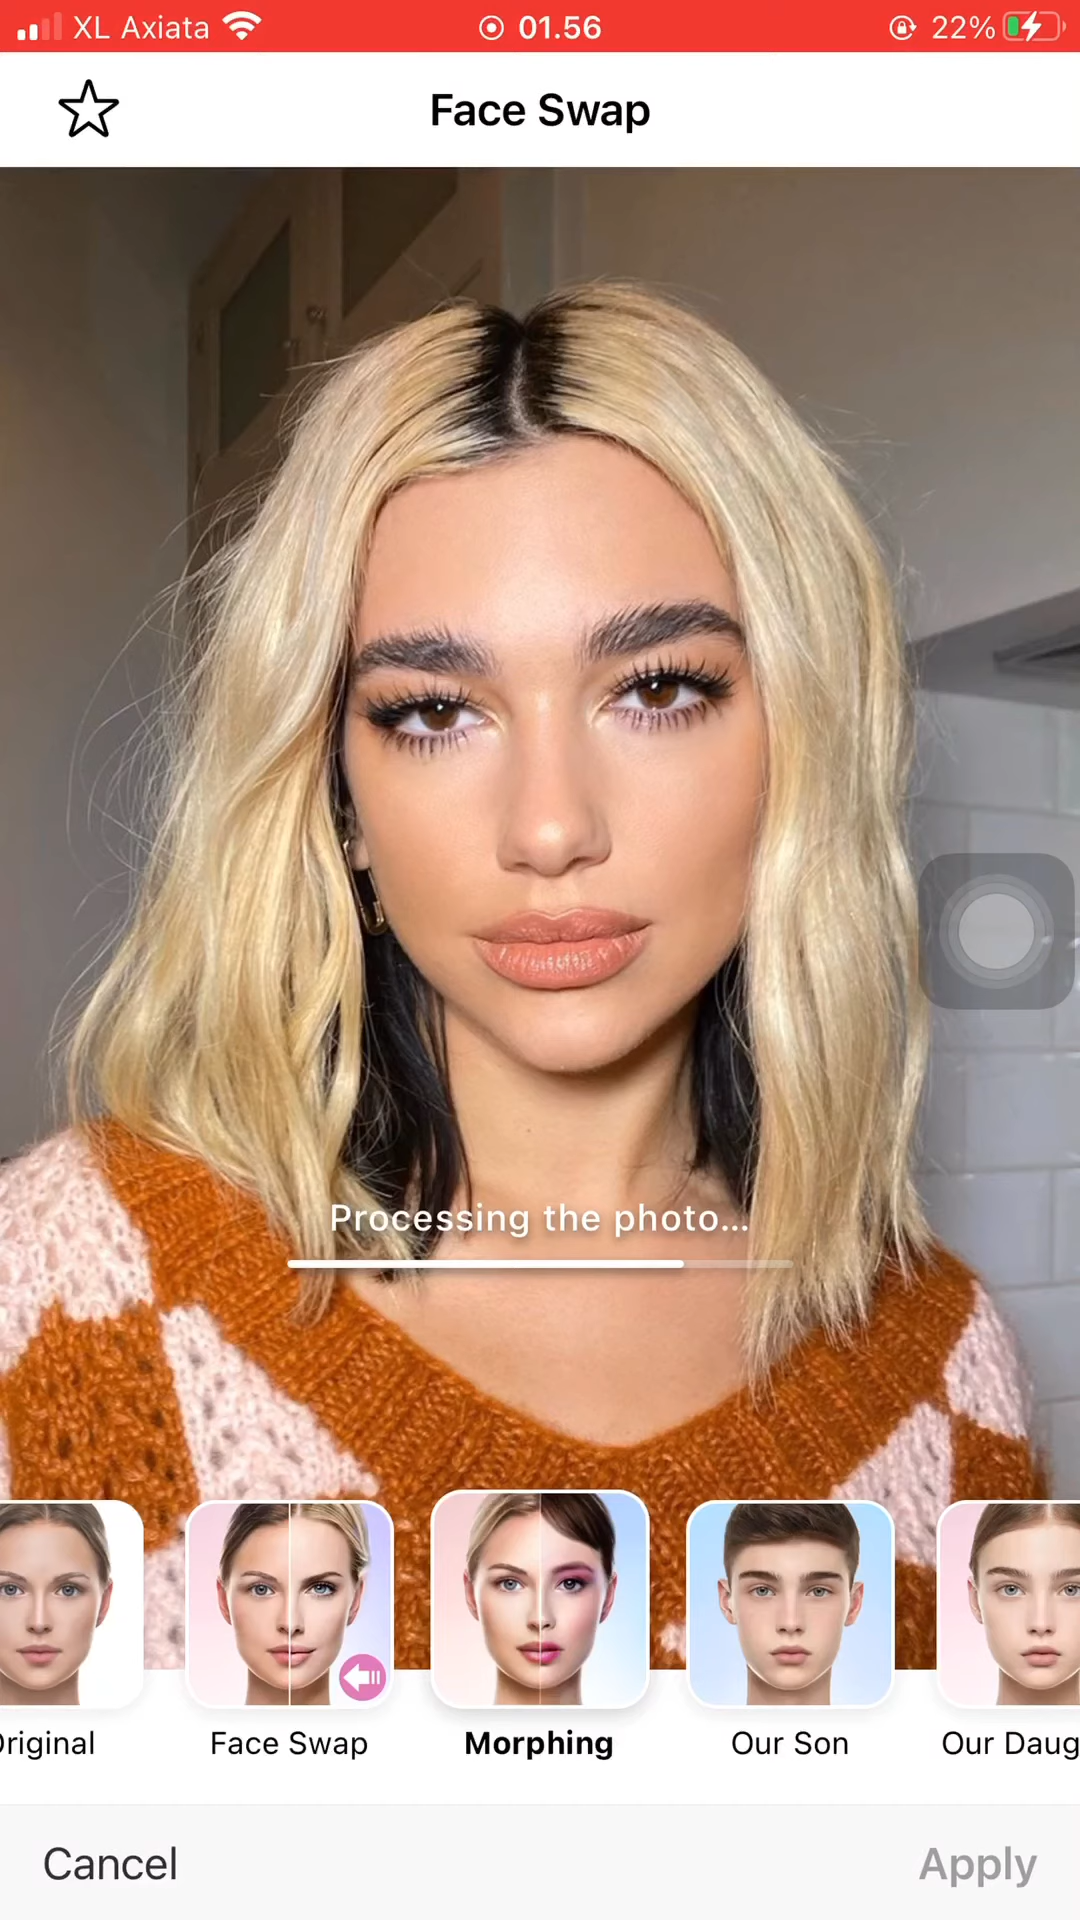 XL Axiata 01.56 22%
Face Swap
Processing the photo...
Original Face Swap Morphing Our Son Our Daug
Cancel Apply